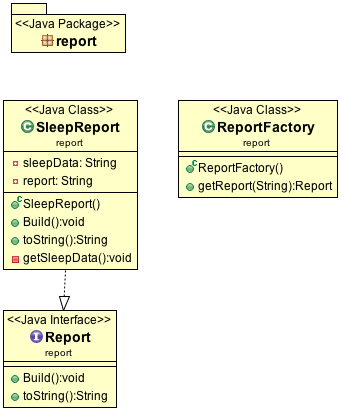 <<Java Package>>
report
<<Java Class>>
SleepReport
report
sleepData: String
report: String
SleepReport()
Build():void
toString():String
getSleepData():void
<<Java Class>>
ReportFactory
report
ReportFactory()
getReport(String):Report
<<Java Interface>>
Report
report
Build():void
toString():String